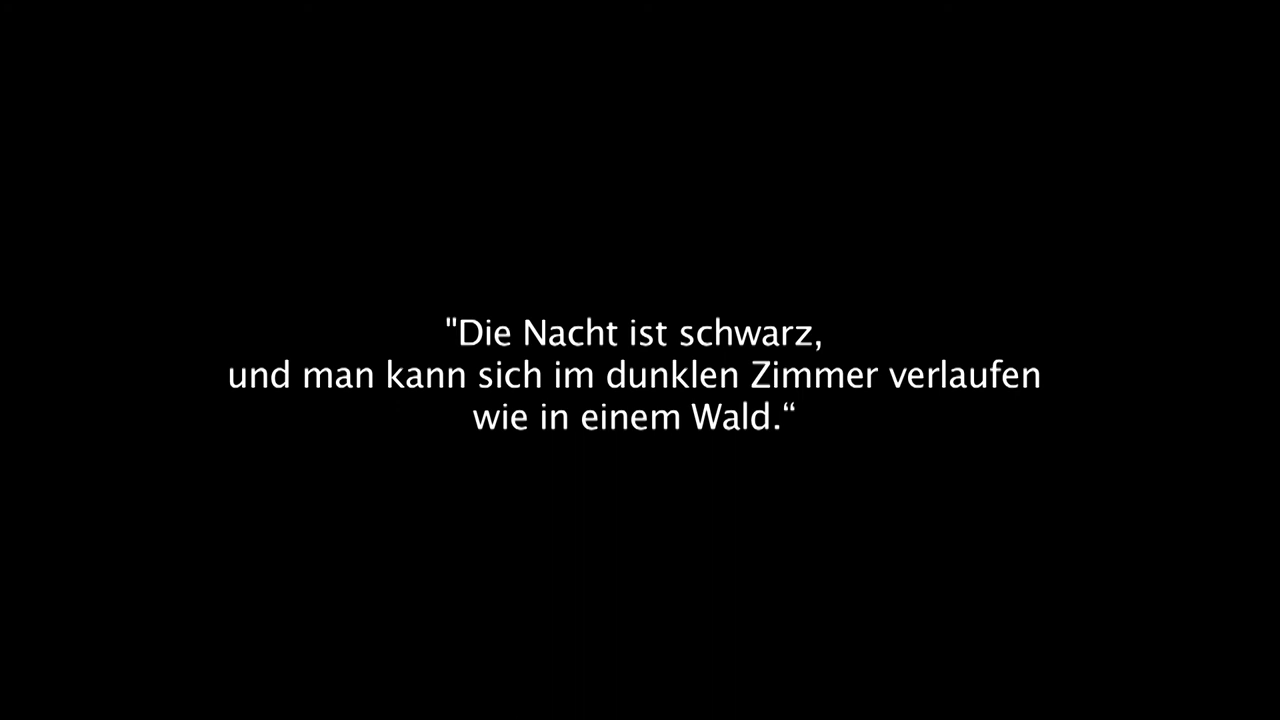 "Die Nacht ist schwarz,
und man kann sich im dunklen Zimmer verlaufen
wie in einem Wald.“